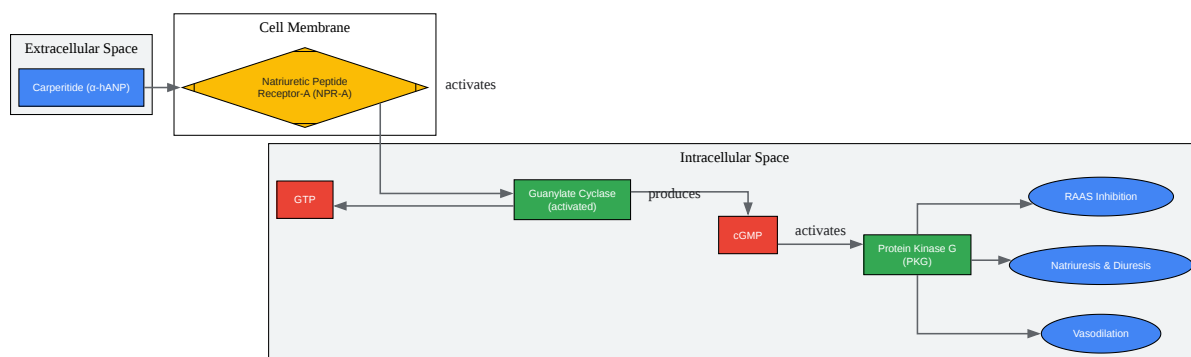 Cell Membrane
Extracellular Space
Carperitide (α-hANP)
Natriuretic Peptide
Receptor-A (NPR-A)
activates
Intracellular Space
GTP
Guanylate Cyclase
(activated)
produces
cGMP
activates
Protein Kinase G
(PKG)
RAAS Inhibition
Natriuresis & Diuresis
Vasodilation